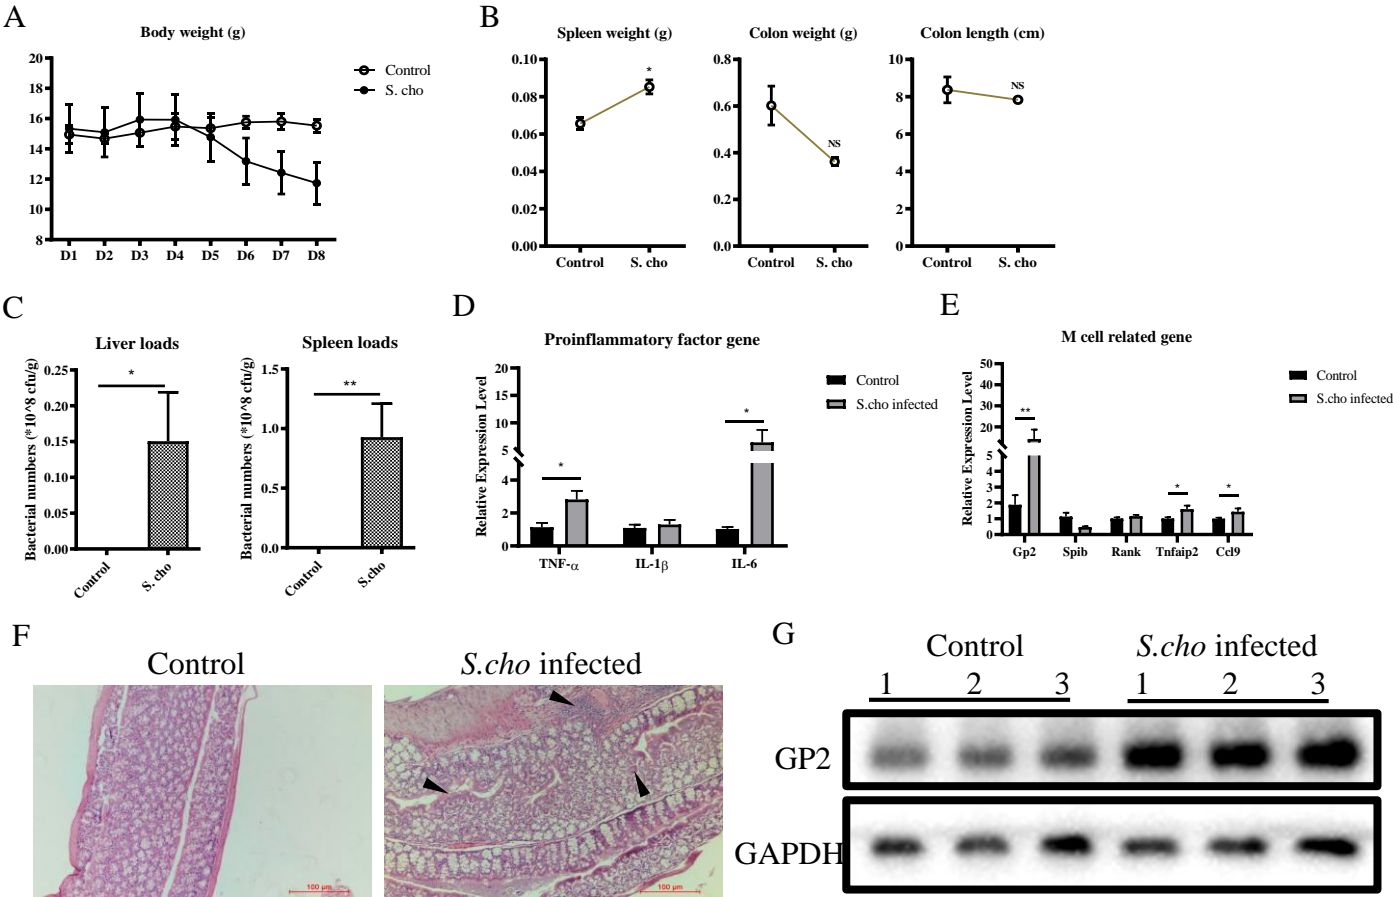 A
Body weight (g)
20
18
16
14
12
10
8
D1 D2 D3 D4 D5 D6 D7 D8
Control
S. cho
B
Spleen weight (g)
0.10
0.08
0.06
0.04
0.02
0.00
*
Control S. cho
Colon weight (g)
0.8
0.6
0.4
0.2
0.0
NS
Control S. cho
Colon length (cm)
10
8
6
4
2
0
NS
Control S. cho
C
Liver loads
Bacterial numbers (*10^8 cfu/g)
0.25
0.20
0.15
0.10
0.05
0.00
*
Control S. cho
Spleen loads
Bacterial numbers (*10^8 cfu/g)
1.5
1.0
0.5
0.0
**
Control S.cho
D
Proinflammatory factor gene
Relative Expression Level
20
15
10
5
4
2
0
*
*
TNF-α IL-1β IL-6
Control
S.cho infected
E
M cell related gene
Relative Expression Level
50
40
30
20
5
4
3
2
1
0
**
*
*
Gp2 Spib Rank Tnfaip2 Ccl9
Control
S.cho infected
F
Control
S.cho infected
100 μm
100 μm
G
Control S.cho infected
1 2 3 1 2 3
GP2
GAPDH